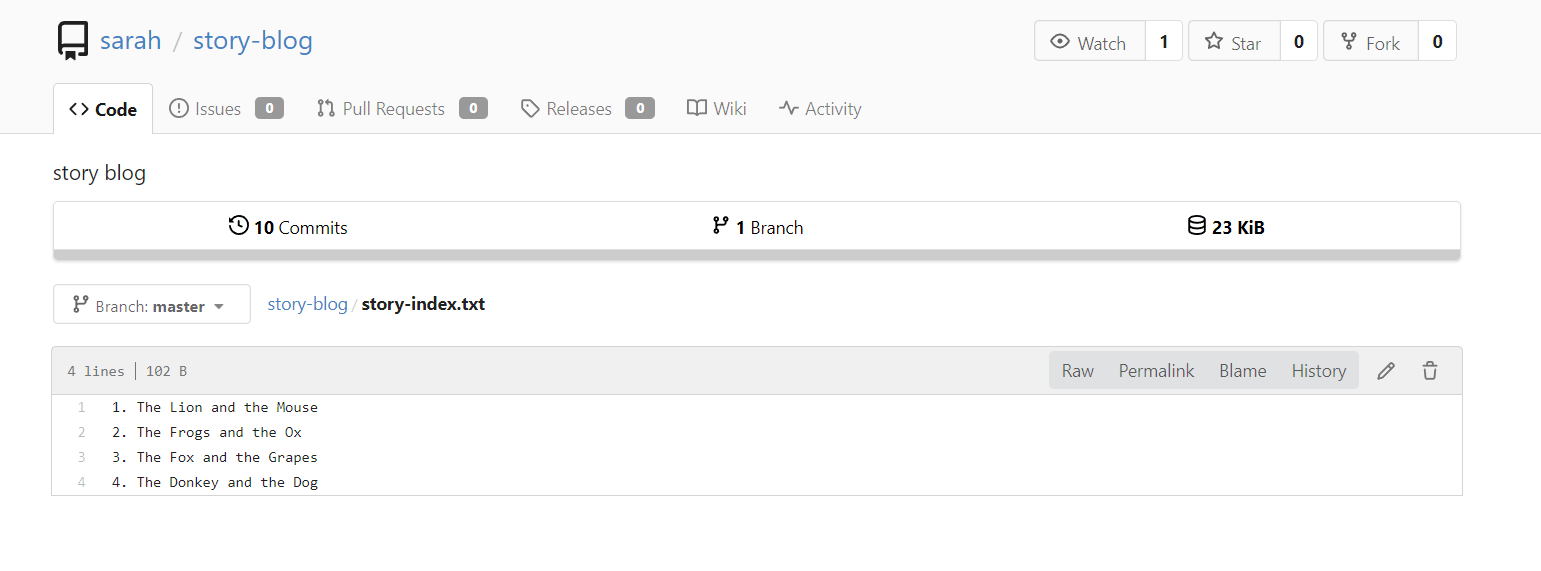 sarah / story-blog
Watch 1 Star 0 Fork 0
Code Issues 0 Pull Requests 0 Releases 0 Wiki Activity
story blog
10 Commits 1 Branch 23 KiB
Branch: master story-blog / story-index.txt
4 lines 102 B Raw Permalink Blame History
1 1. The Lion and the Mouse
2 2. The Frogs and the Ox
3 3. The Fox and the Grapes
4 4. The Donkey and the Dog